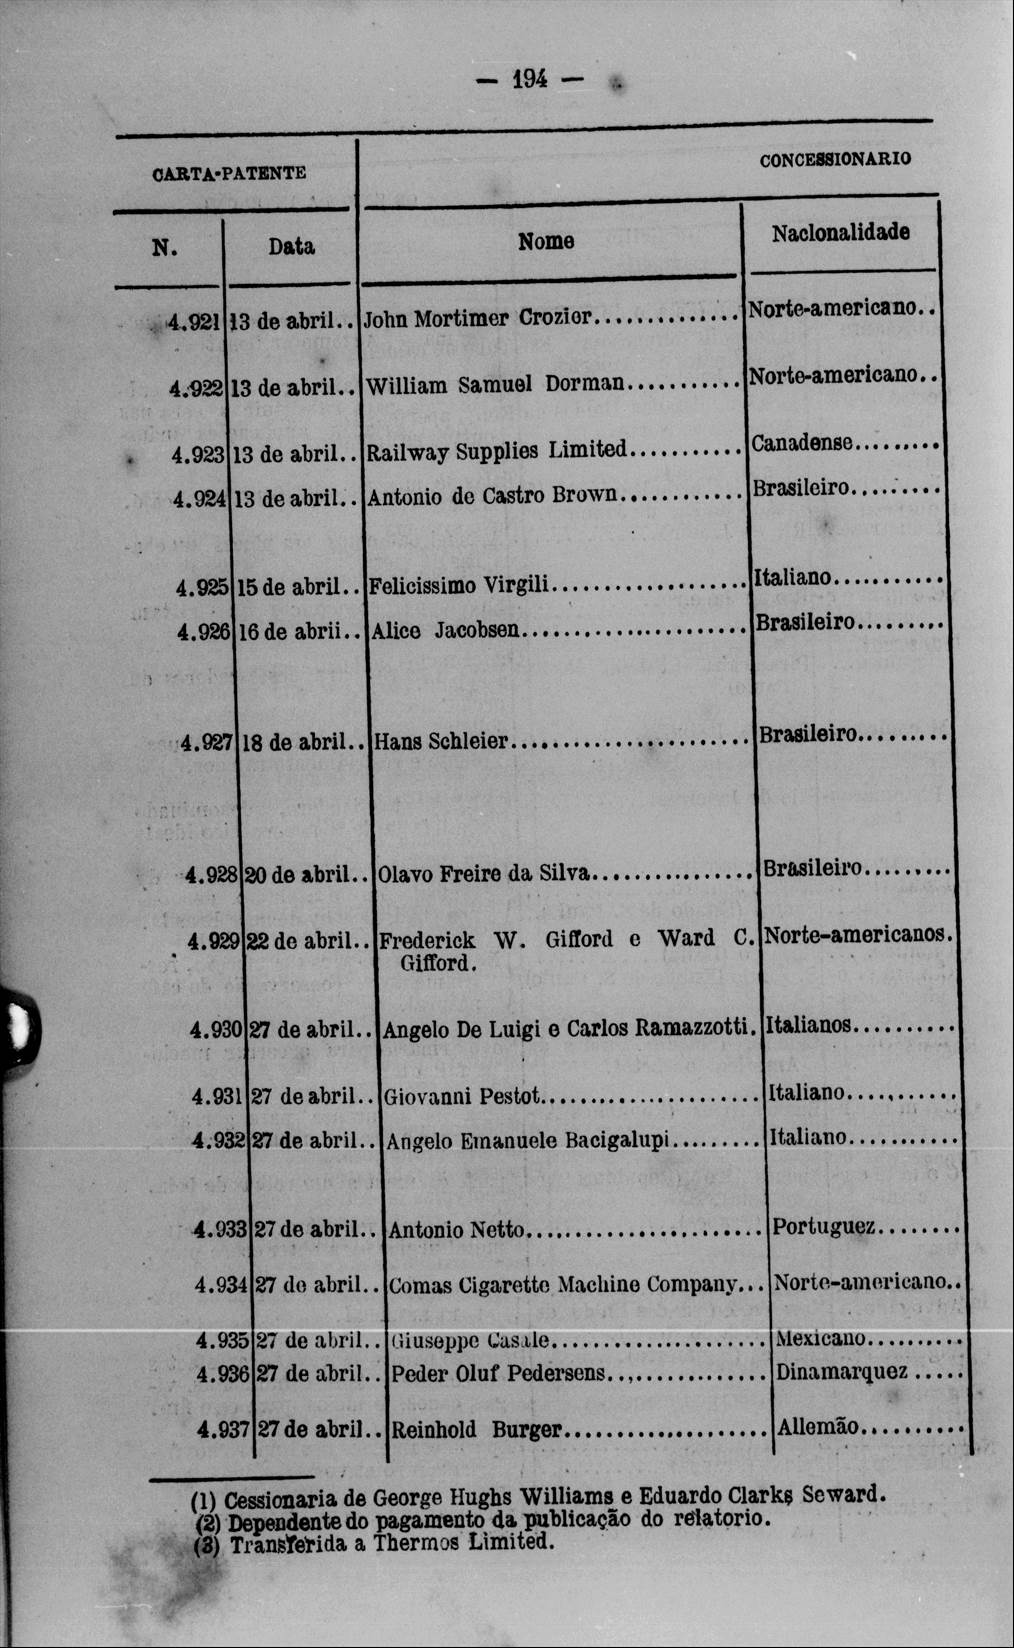 — 194 —
CARTA-PATENTE CONCESSIONARIO
N. Data Nome Nacionalidade
4.921 13 de abril.. John Mortimer Crozier.............. Norte-americano..
4.922 13 de abril.. William Samuel Dorman........... Norte-americano..
4.923 13 de abril.. Railway Supplies Limited........... Canadense.........
4.924 13 de abril.. Antonio de Castro Brown............ Brasileiro.........
4.925 15 de abril.. Felicissimo Virgili................... Italiano...........
4.926 16 de abrii.. Alice Jacobsen...................... Brasileiro.........
4.927 18 de abril.. Hans Schleier....................... Brasileiro.........
4.928 20 de abril.. Olavo Freire da Silva................ Brasileiro.........
4.929 22 de abril.. Frederick W. Gifford e Ward C. Norte-americanos.
Gifford.
4.930 27 de abril.. Angelo De Luigi e Carlos Ramazzotti. Italianos..........
4.931 27 de abril.. Giovanni Pestot..................... Italiano...........
4.932 27 de abril.. Angelo Emanuele Bacigalupi......... Italiano...........
4.933 27 de abril.. Antonio Netto....................... Portuguez........
4.934 27 de abril.. Comas Cigarette Machine Company... Norte-americano..
4.935 27 de abril.. Giuseppe Casale..................... Mexicano..........
4.936 27 de abril.. Peder Oluf Pedersens..,............. Dinamarquez .....
4.937 27 de abril.. Reinhold Burger.................... Allemão..........
(1) Cessionaria de George Hughs Williams e Eduardo Clarks Seward.
(2) Dependente do pagamento da publicação do relatorio.
(3) Transferida a Thermos Limited.